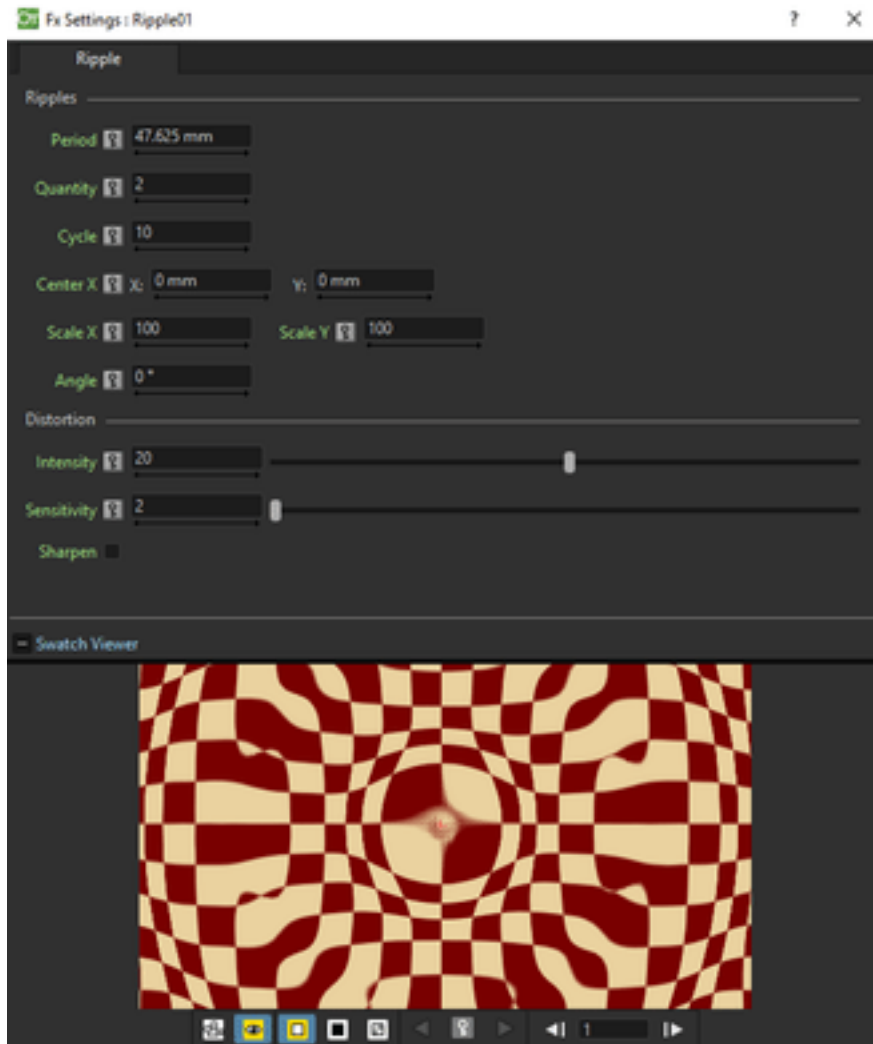 Fx Settings : Ripple01
Ripple
Ripples
Period 47.625 mm
Quantity 2
Cycle 10
Center X X: 0 mm Y: 0 mm
Scale X 100 Scale Y 100
Angle 0 °
Distortion
Intensity 20
Sensitivity 2
Sharpen
Swatch Viewer
1